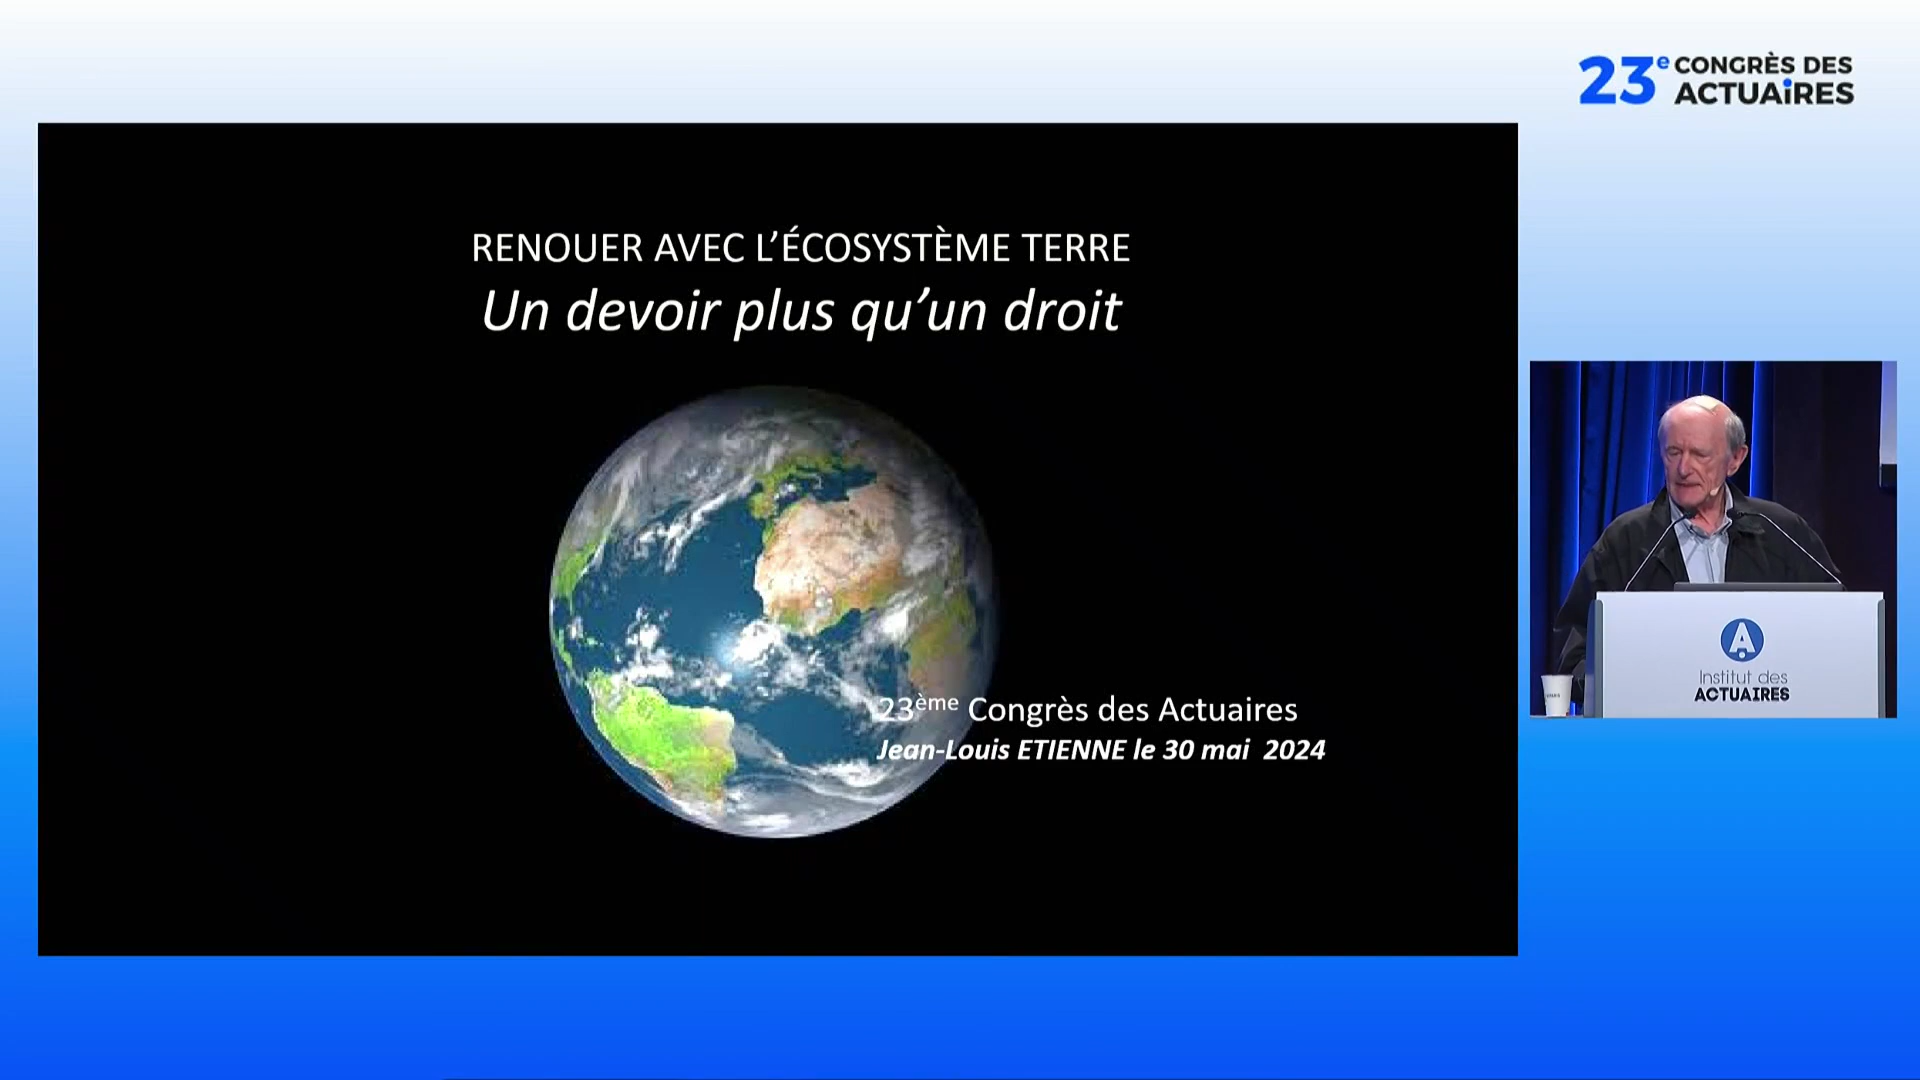 23e CONGRÈS DES
ACTUAiRES
RENOUER AVEC L’ÉCOSYSTÈME TERRE
Un devoir plus qu’un droit
23ème Congrès des Actuaires
Jean-Louis ETIENNE le 30 mai 2024
A
Institut des
ACTUAIRES